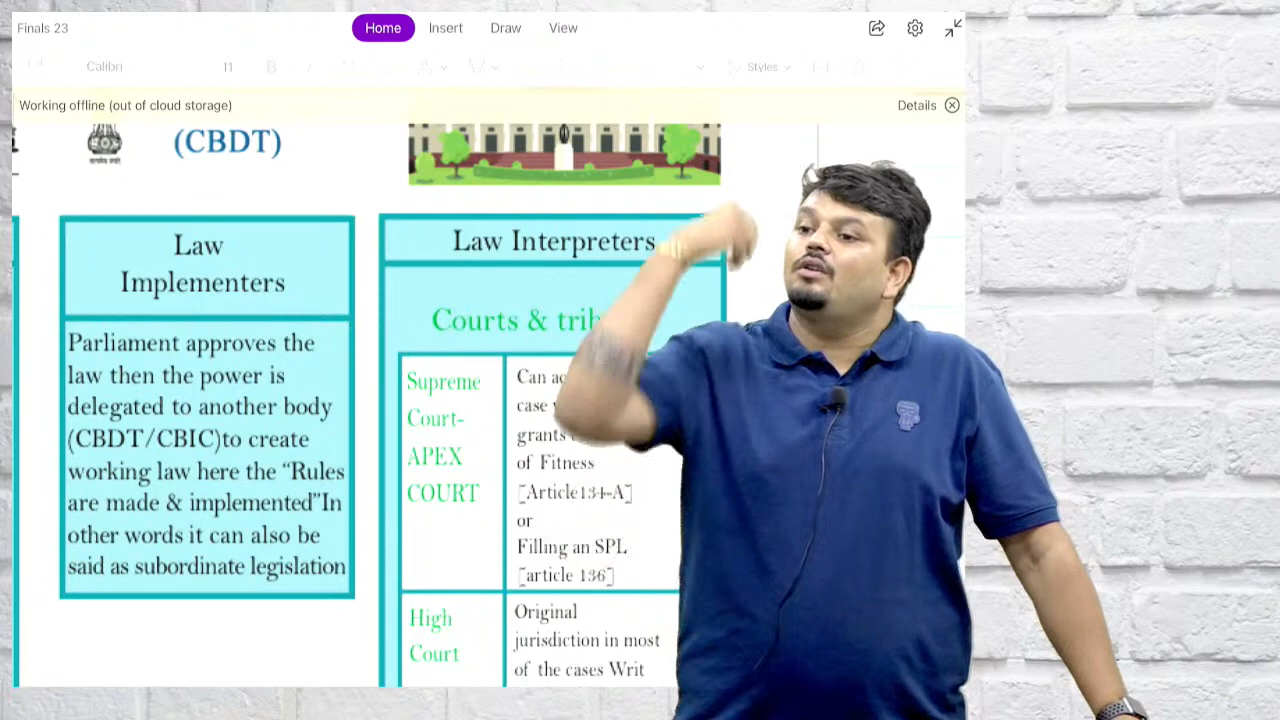 Finals 23
Home
Insert
Draw
View
Calibri
11
Styles
Working offline (out of cloud storage)
Details
(CBDT)
Law
Implementers
Parliament approves the
law then the power is
delegated to another body
(CBDT/CBIC)to create
working law here the “Rules
are made & implemented”In
other words it can also be
said as subordinate legislation
Law Interpreters
Courts &
Supreme
Court-
APEX
COURT
Can
case
grants
of Fitness
[Article134-A]
or
Filling an SPL
[article 136]
High
Court
Original
jurisdiction in most
of the cases Writ